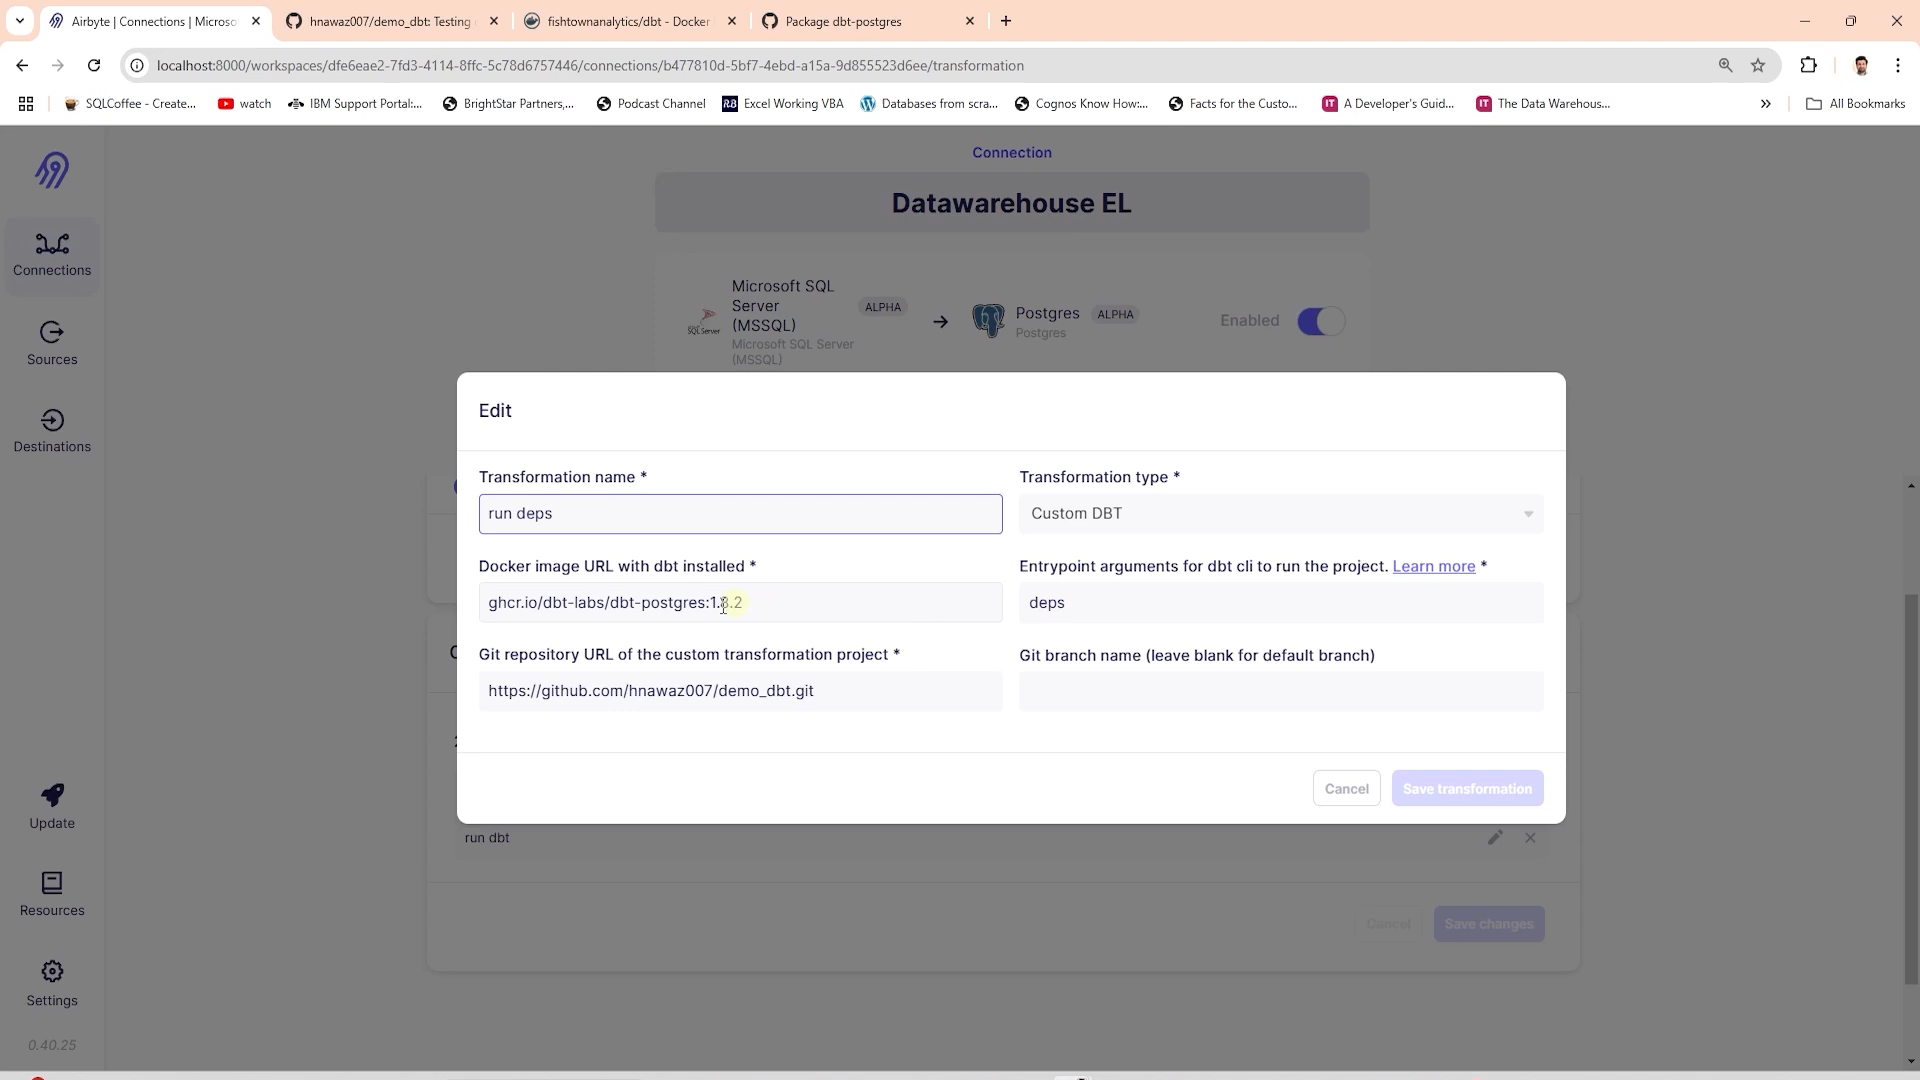 Airbyte | Connections | Microso
hnawaz007/demo_dbt: Testing
fishtownanalytics/dbt - Docker
Package dbt-postgres
localhost:8000/workspaces/dfe6eae2-7fd3-4114-8ffc-5c78d6757446/connections/b477810d-5bf7-4ebd-a15a-9d855523d6ee/transformation
SQLCoffee - Create...
watch
IBM Support Portal:...
BrightStar Partners,...
Podcast Channel
Excel Working VBA
Databases from scra...
Cognos Know How:...
Facts for the Custo...
A Developer's Guid...
The Data Warehous...
All Bookmarks
Connection
Datawarehouse EL
Connections
Microsoft SQL
Server
(MSSQL)
ALPHA
Microsoft SQL Server
(MSSQL)
Postgres
ALPHA
Postgres
Enabled
Sources
Destinations
Edit
Transformation name *
Transformation type *
run deps
Custom DBT
Docker image URL with dbt installed *
Entrypoint arguments for dbt cli to run the project. Learn more *
ghcr.io/dbt-labs/dbt-postgres:1.8.2
deps
Git repository URL of the custom transformation project *
Git branch name (leave blank for default branch)
https://github.com/hnawaz007/demo_dbt.git
Cancel
Save transformation
run dbt
Cancel
Save changes
Update
Resources
Settings
0.40.25